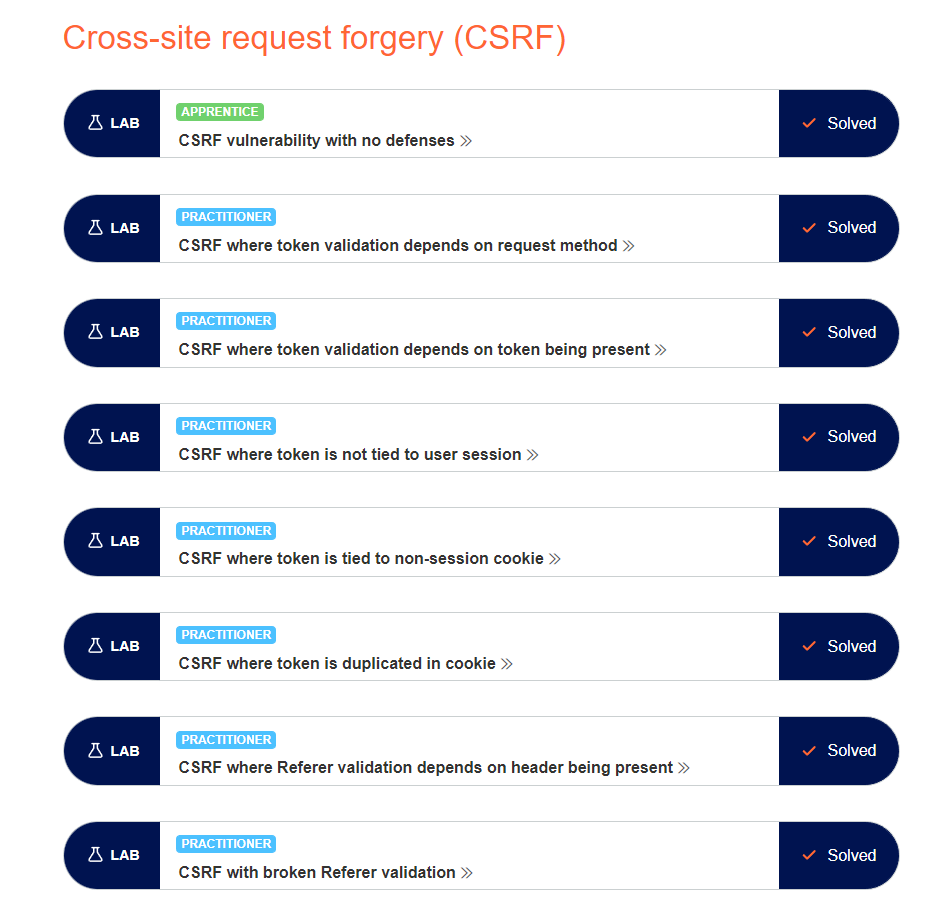 Cross-site request forgery (CSRF)
LAB
APPRENTICE
CSRF vulnerability with no defenses
Solved
LAB
PRACTITIONER
CSRF where token validation depends on request method
Solved
LAB
PRACTITIONER
CSRF where token validation depends on token being present
Solved
LAB
PRACTITIONER
CSRF where token is not tied to user session
Solved
LAB
PRACTITIONER
CSRF where token is tied to non-session cookie
Solved
LAB
PRACTITIONER
CSRF where token is duplicated in cookie
Solved
LAB
PRACTITIONER
CSRF where Referer validation depends on header being present
Solved
LAB
PRACTITIONER
CSRF with broken Referer validation
Solved